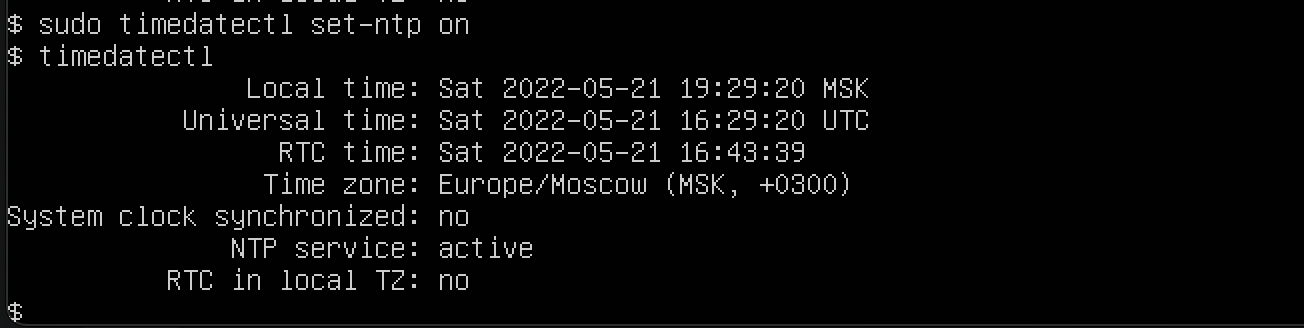 $ sudo timedatectl set-ntp on
$ timedatectl
Local time: Sat 2022-05-21 19:29:20 MSK
Universal time: Sat 2022-05-21 16:29:20 UTC
RTC time: Sat 2022-05-21 16:43:39
Time zone: Europe/Moscow (MSK, +0300)
System clock synchronized: no
NTP service: active
RTC in local TZ: no
$